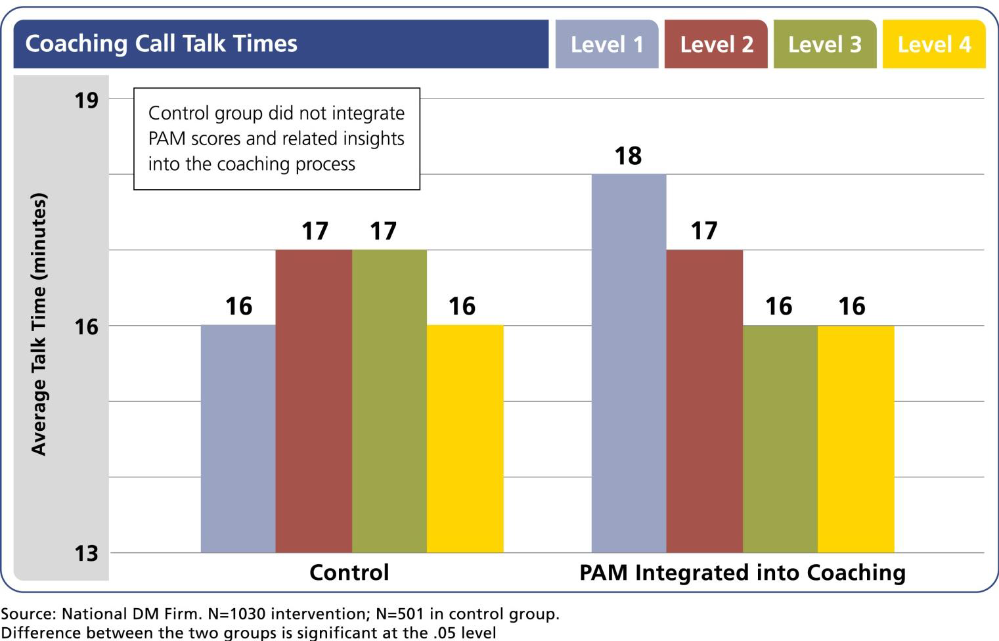 Coaching Call Talk Times
Level 1
Level 2
Level 3
Level 4
Control group did not integrate
PAM scores and related insights
into the coaching process
Average Talk Time (minutes)
19
16
13
16
17
17
16
18
17
16
16
Control
PAM Integrated into Coaching
Source: National DM Firm. N=1030 intervention; N=501 in control group.
Difference between the two groups is significant at the .05 level